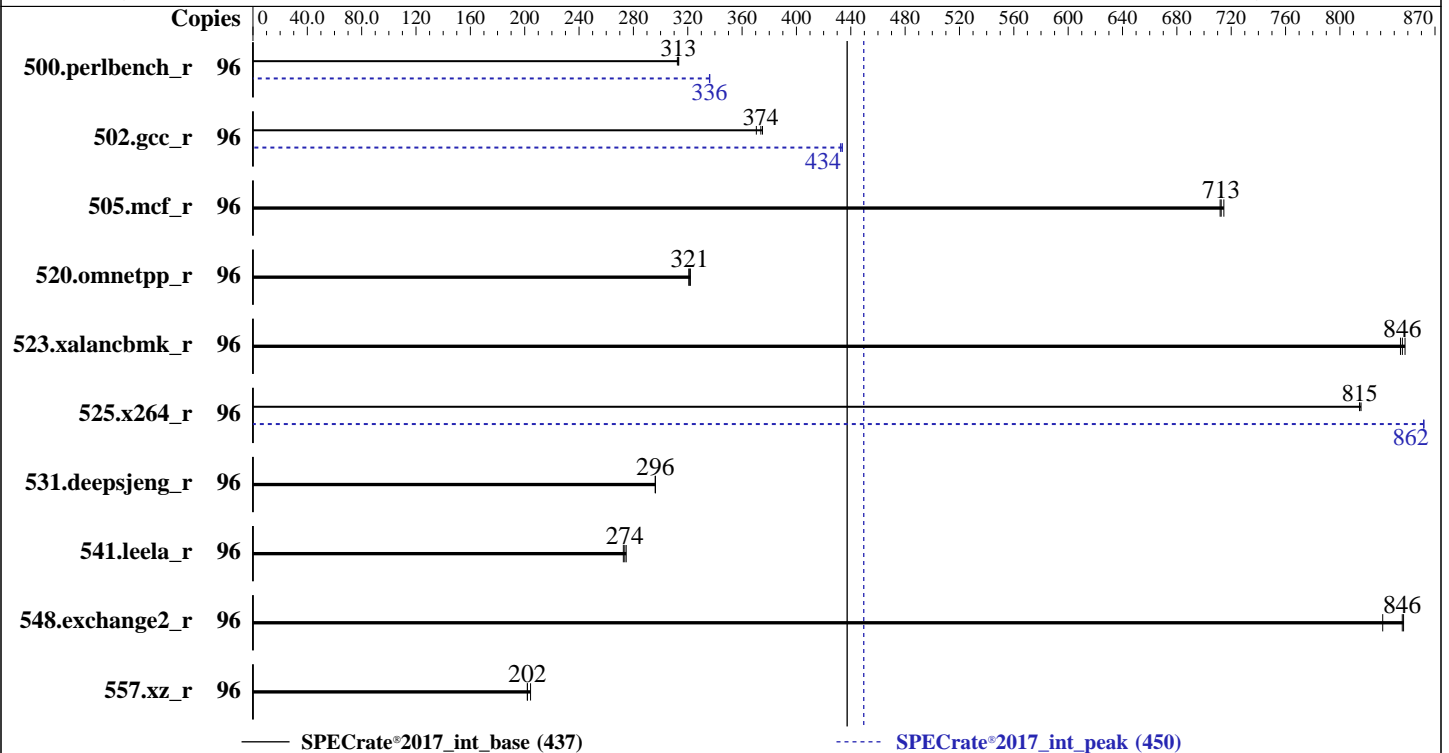 Copies 0 40.0 80.0 120 160 200 240 280 320 360 400 440 480 520 560 600 640 680 720 760 800 870
500.perlbench_r 96 313
336
502.gcc_r 96 374
434
505.mcf_r 96 713
520.omnetpp_r 96 321
523.xalancbmk_r 96 846
525.x264_r 96 815
862
531.deepsjeng_r 96 296
541.leela_r 96 274
548.exchange2_r 96 846
557.xz_r 96 202
SPECrate®2017_int_base (437) SPECrate®2017_int_peak (450)